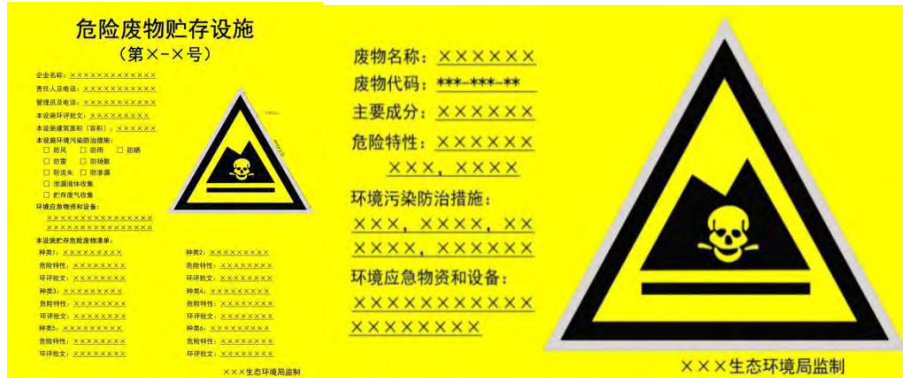 危险废物贮存设施
（第×-×号）
企业名称：×××××××××××××
责任人及电话：×××××××××××
管理员及电话：×××××××××××
本设施环评批文：×××××××××
本设施建筑面积（容积）：××××××
本设施环境污染防治措施：
□ 防风 □ 防雨 □ 防晒
□ 防雷 □ 防扬散
□ 防流失 □ 防渗漏
□ 泄漏液体收集
□ 贮存废气收集
环境应急物资和设备：
××××××××××××××××
××××××××××××××××
本设施贮存危险废物清单：
种类1：×××××××××
危险特性：××××××××
环评批文：××××××××
种类3：×××××××××
危险特性：××××××××
环评批文：××××××××
种类5：×××××××××
危险特性：××××××××
环评批文：××××××××
种类2：×××××××××
危险特性：××××××××
环评批文：××××××××
种类4：×××××××××
危险特性：××××××××
环评批文：××××××××
种类6：×××××××××
危险特性：××××××××
环评批文：××××××××
×××生态环境局监制
废物名称：××××××
废物代码：***-***-**
主要成分：××××××
危险特性：××××××
×××，××××
环境污染防治措施：
×××，××××，××
××××，××××××
环境应急物资和设备：
×××××××××××
××××××××
×××生态环境局监制